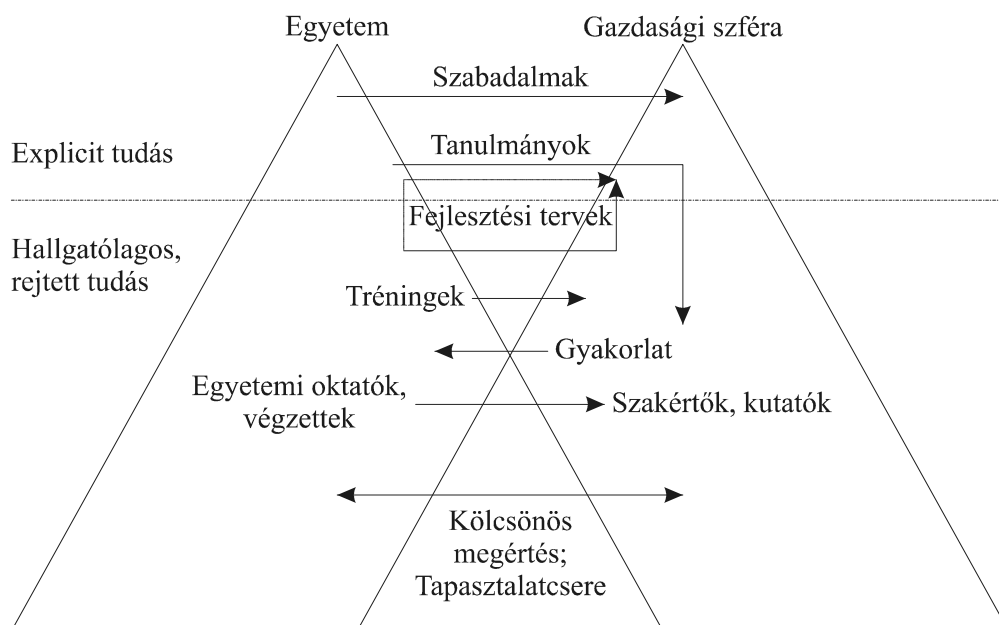 Egyetem
Gazdasági szféra
Szabadalmak
Explicit tudás
Tanulmányok
Fejlesztési tervek
Hallgatólagos,
rejtett tudás
Tréningek
Gyakorlat
Egyetemi oktatók,
végzettek
Szakértők, kutatók
Kölcsönös
megértés;
Tapasztalatcsere